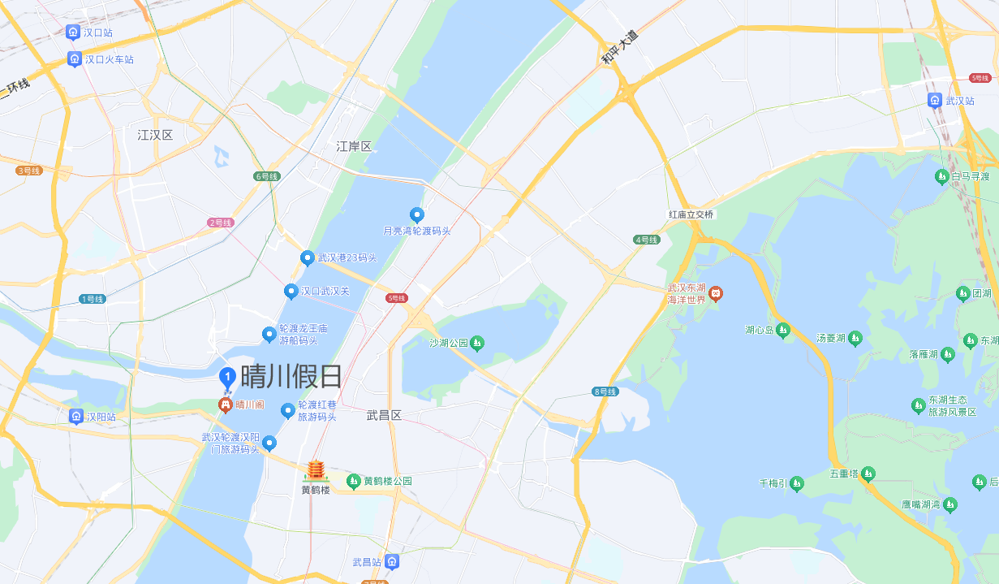 汉口站
汉口火车站
二环线
和平大道
5号线
武汉站
江汉区
江岸区
3号线
6号线
白马寻渡
红庙立交桥
2号线
月亮湾轮渡码头
4号线
武汉港23码头
汉口武汉关
武汉东湖
海洋世界
团湖
1号线
5号线
轮渡龙王庙
游船码头
沙湖公园
湖心岛
汤菱湖
东湖
落雁湖
晴川假日
1
8号线
晴川阁
轮渡红巷
旅游码头
东湖生态
旅游风景区
汉阳站
武昌区
武汉轮渡汉阳
门旅游码头
黄鹤楼
黄鹤楼公园
千梅引
五重塔
后
鹰嘴湖湾
武昌站
7号线